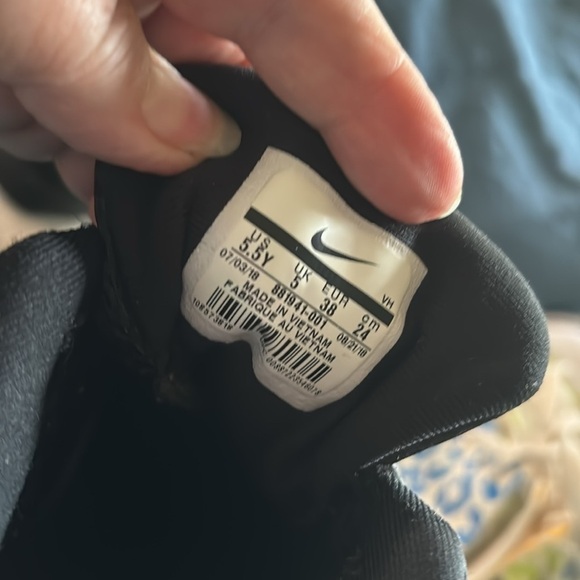 US UK EUR cm
5.5Y 5 38 24
07/03/18 881941-001 08/21/18
MADE IN VIETNAM
FABRIQUE AU VIETNAM
VH